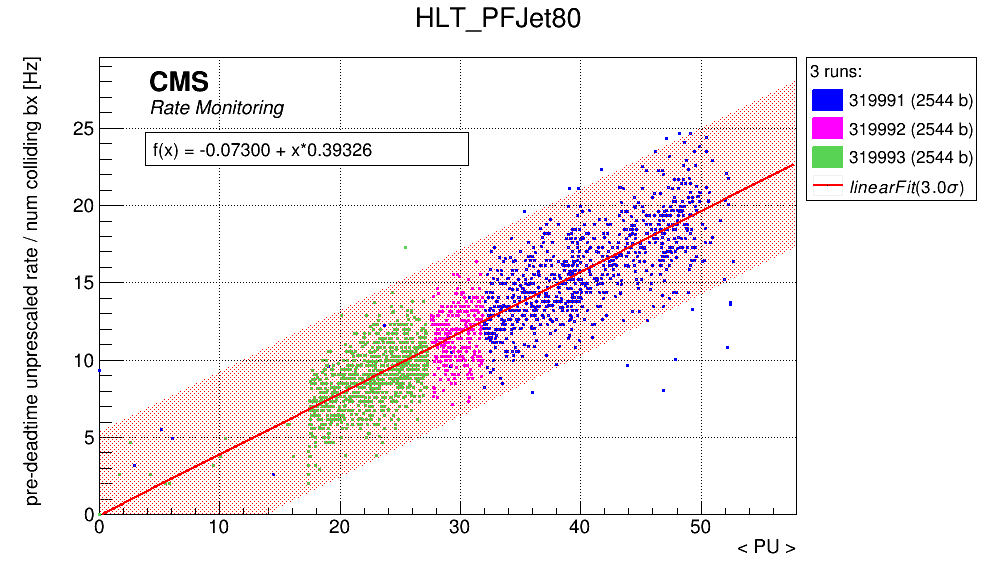 HLT_PFJet80
pre-deadtime unprescaled rate / num colliding bx [Hz]
CMS
Rate Monitoring
f(x) = -0.07300 + x*0.39326
3 runs:
319991 (2544 b)
319992 (2544 b)
319993 (2544 b)
linearFit(3.0σ)
25
20
15
10
5
0
0 10 20 30 40 50
< PU >